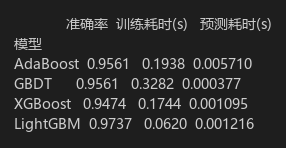 准确率 训练耗时(s) 预测耗时(s)
模型
AdaBoost 0.9561 0.1938 0.005710
GBDT 0.9561 0.3282 0.000377
XGBoost 0.9474 0.1744 0.001095
LightGBM 0.9737 0.0620 0.001216